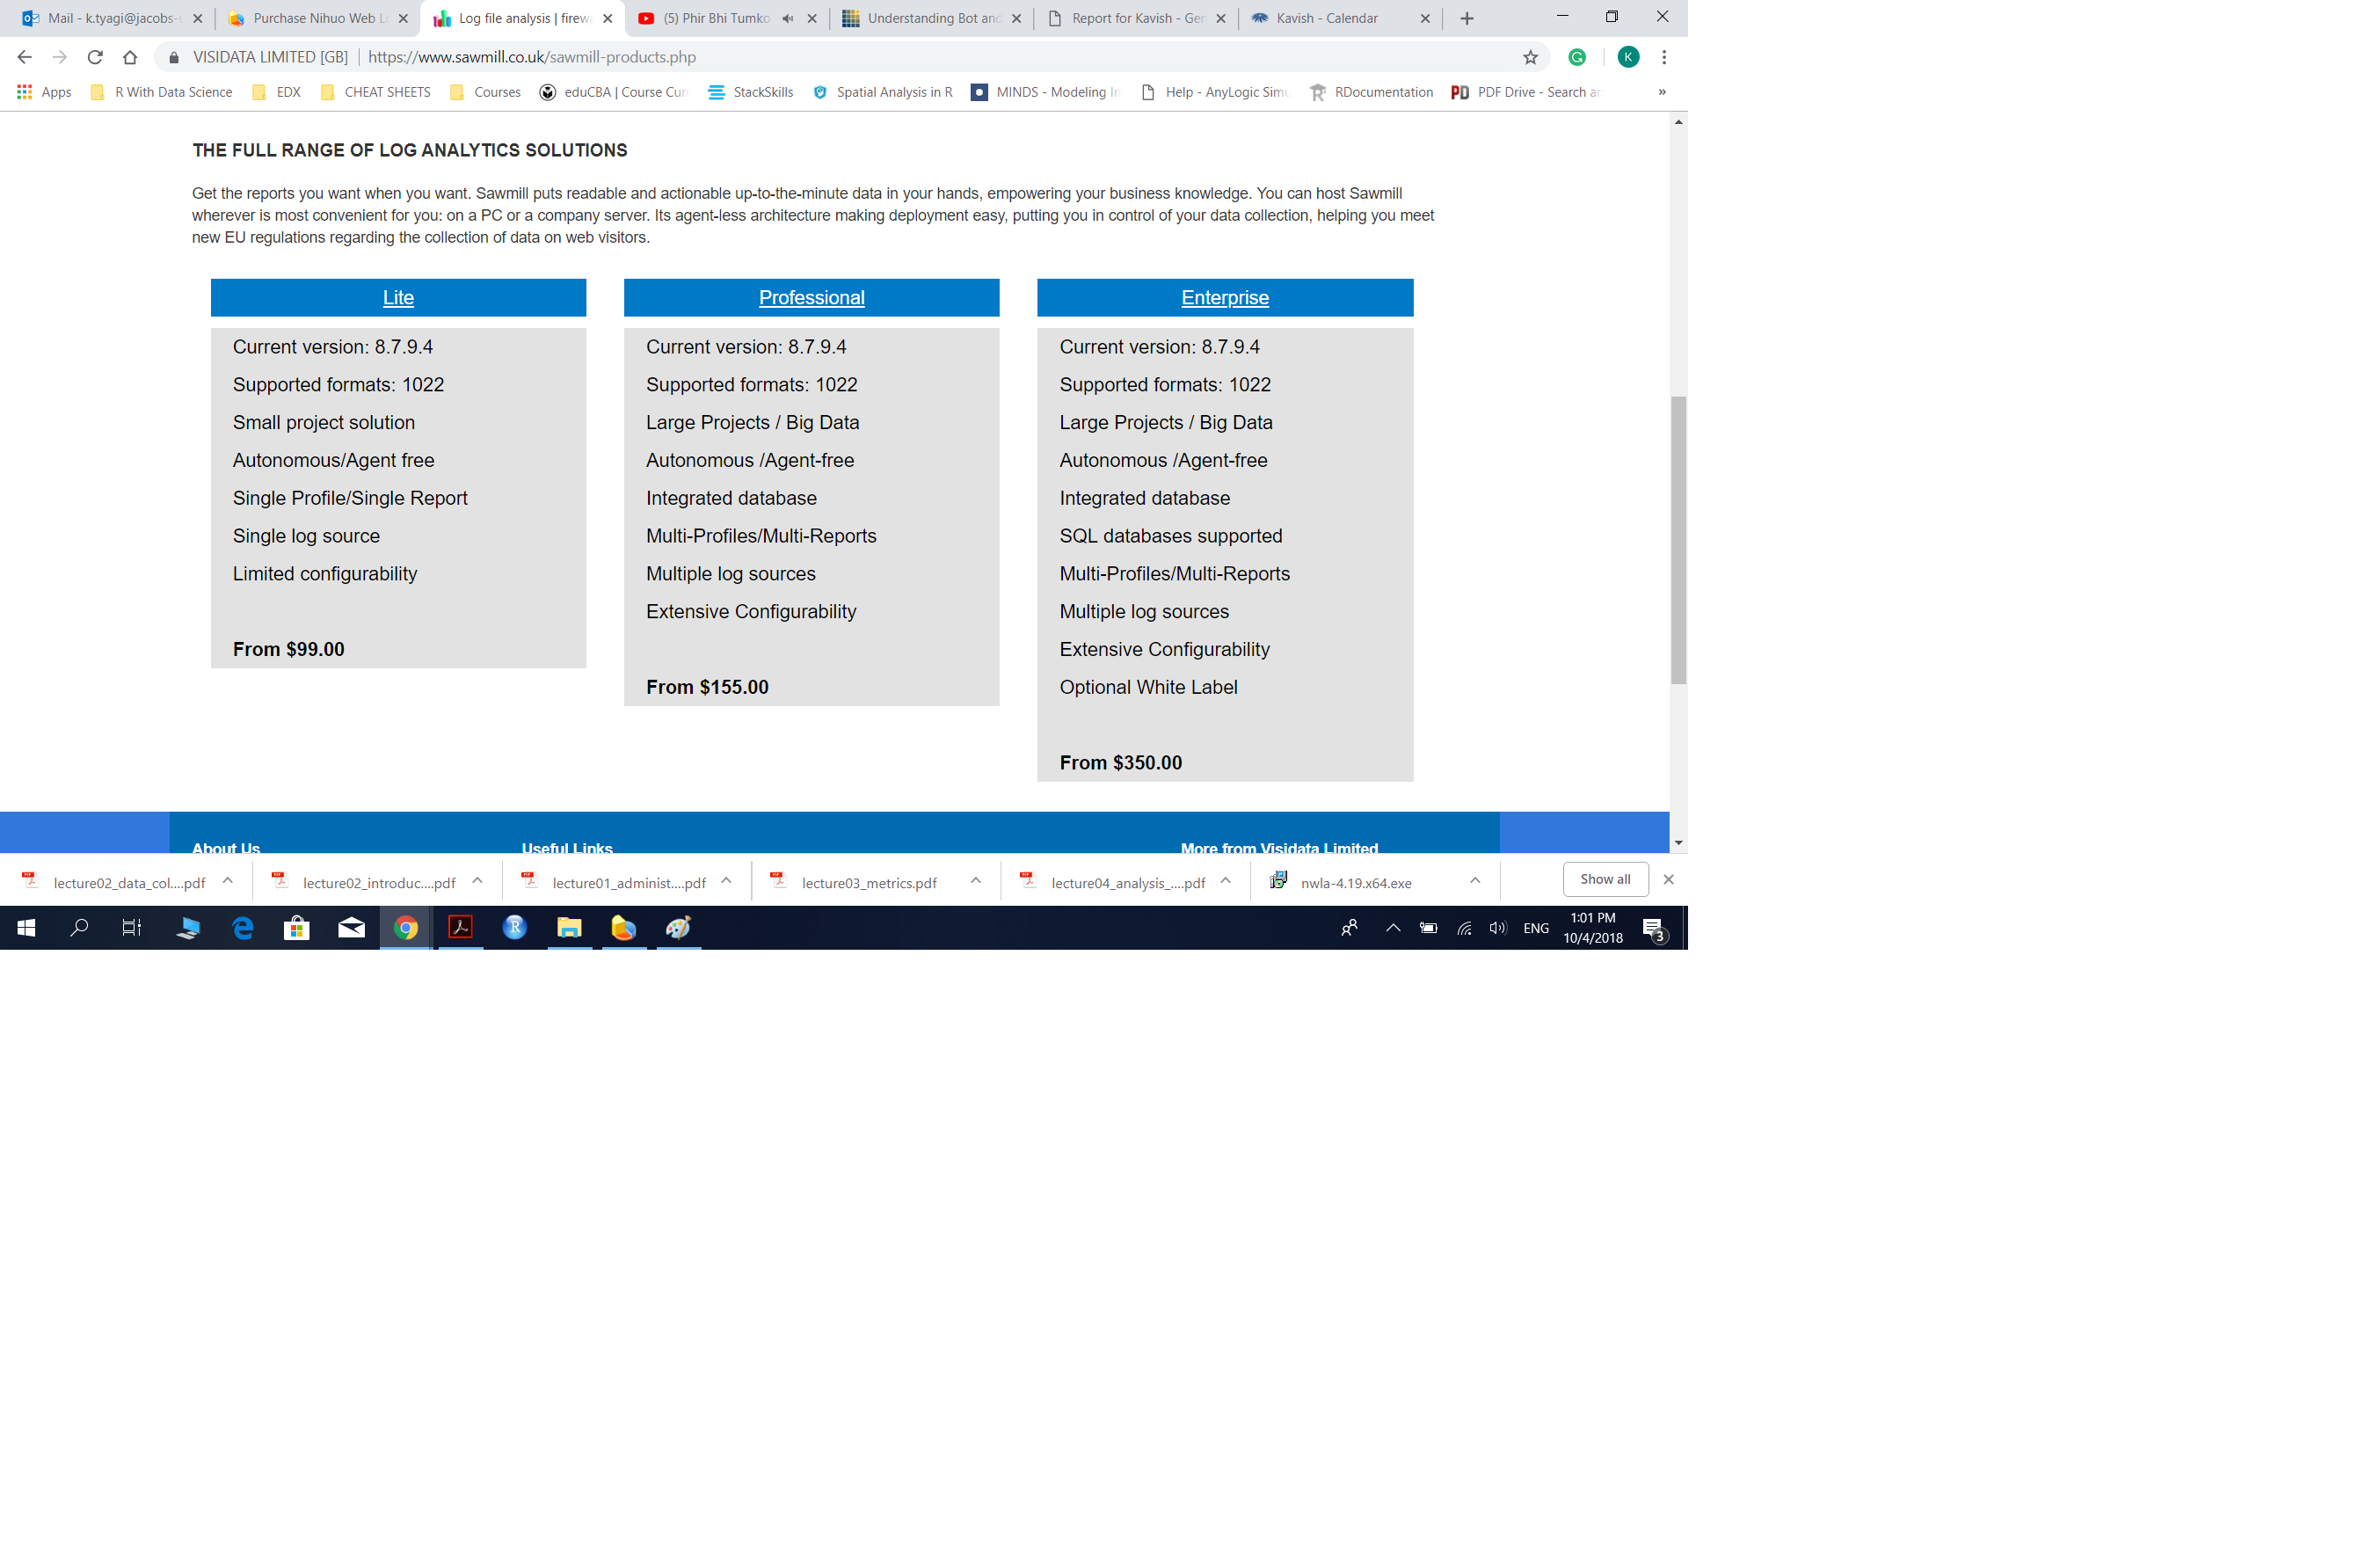 Mail - k.tyagi@jacobs-
Purchase Nihuo Web Lo
Log file analysis | firewa
(5) Phir Bhi Tumko
Understanding Bot and
Report for Kavish - Gen
Kavish - Calendar
VISIDATA LIMITED [GB] | https://www.sawmill.co.uk/sawmill-products.php
K
Apps
R With Data Science
EDX
CHEAT SHEETS
Courses
eduCBA | Course Curr
StackSkills
Spatial Analysis in R
MINDS - Modeling In
Help - AnyLogic Simu
RDocumentation
PD
PDF Drive - Search an
»
THE FULL RANGE OF LOG ANALYTICS SOLUTIONS
Get the reports you want when you want. Sawmill puts readable and actionable up-to-the-minute data in your hands, empowering your business knowledge. You can host Sawmill
wherever is most convenient for you: on a PC or a company server. Its agent-less architecture making deployment easy, putting you in control of your data collection, helping you meet
new EU regulations regarding the collection of data on web visitors.
Lite
Current version: 8.7.9.4
Supported formats: 1022
Small project solution
Autonomous/Agent free
Single Profile/Single Report
Single log source
Limited configurability
From $99.00
Professional
Current version: 8.7.9.4
Supported formats: 1022
Large Projects / Big Data
Autonomous /Agent-free
Integrated database
Multi-Profiles/Multi-Reports
Multiple log sources
Extensive Configurability
From $155.00
Enterprise
Current version: 8.7.9.4
Supported formats: 1022
Large Projects / Big Data
Autonomous /Agent-free
Integrated database
SQL databases supported
Multi-Profiles/Multi-Reports
Multiple log sources
Extensive Configurability
Optional White Label
From $350.00
About Us
Useful Links
More from Visidata Limited
lecture02_data_col....pdf
lecture02_introduc....pdf
lecture01_administ....pdf
lecture03_metrics.pdf
lecture04_analysis_....pdf
nwla-4.19.x64.exe
Show all
ENG
1:01 PM
10/4/2018
3